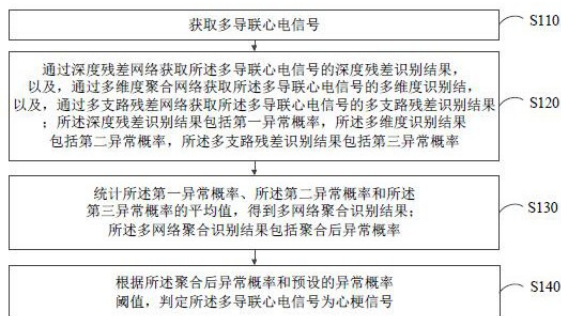 获取多导联心电信号
S110
通过深度残差网络获取所述多导联心电信号的深度残差识别结果，
以及，通过多维度聚合网络获取所述多导联心电信号的多维度识别结，
以及，通过多支路残差网络获取所述多导联心电信号的多支路残差识别结果
；所述深度残差识别结果包括第一异常概率，所述多维度识别结果
包括第二异常概率，所述多支路残差识别结果包括第三异常概率
S120
统计所述第一异常概率、所述第二异常概率和所述
第三异常概率的平均值，得到多网络聚合识别结果；
所述多网络聚合识别结果包括聚合后异常概率
S130
根据所述聚合后异常概率和预设的异常概率
阈值，判定所述多导联心电信号为心梗信号
S140